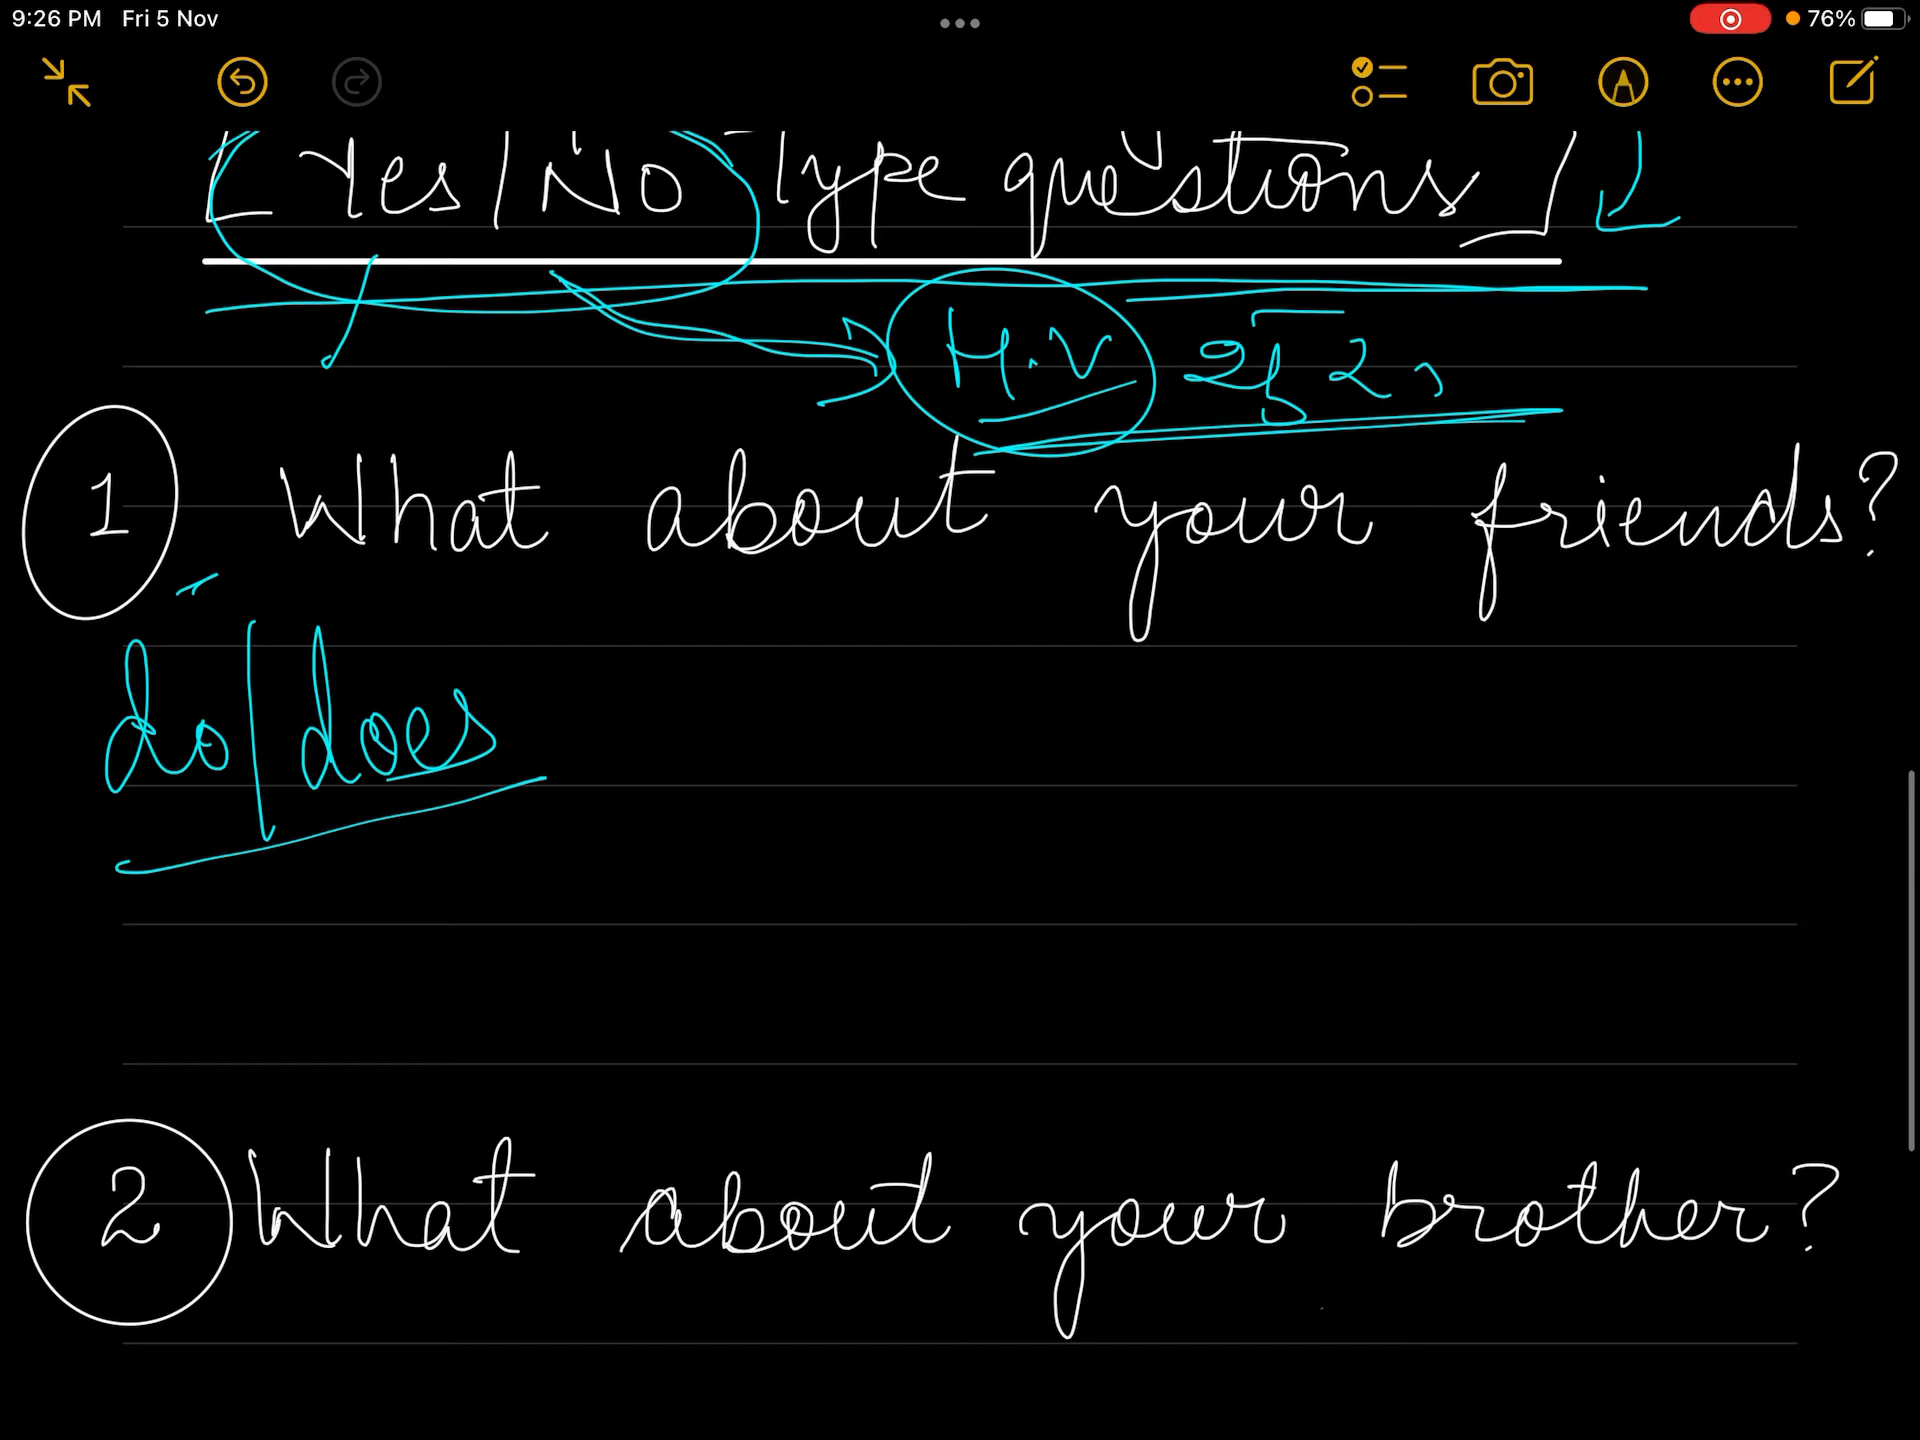 9:26 PM Fri 5 Nov 76%
[ Yes / No Type questions ]
H.V
1 What about your friends?
do/does
2 What about your brother?